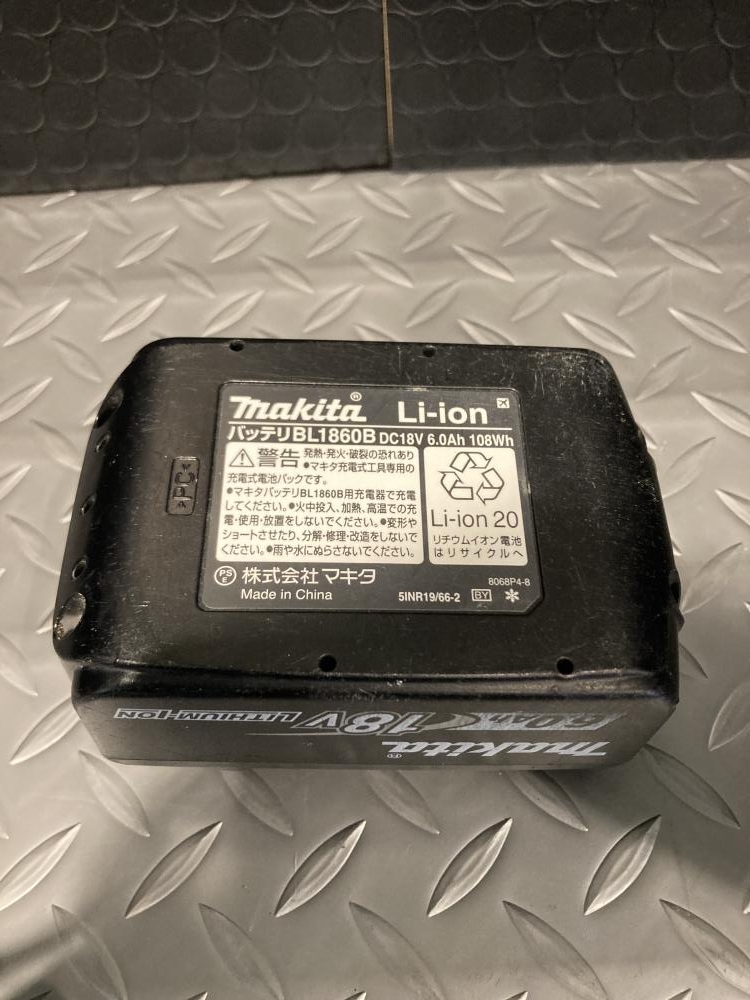 makita® Li-ion
バッテリBL1860B DC18V 6.0Ah 108Wh
警告 発熱・発火・破裂の恐れあり
●マキタ充電式工具専用の
充電式電池パックです。
●マキタバッテリBL1860B用充電器で充電
してください。●火中投入、加熱、高温での充
電・使用・放置をしないでください。●変形や
ショートさせたり、分解・修理・改造をしないで
ください。●雨や水にぬらさないでください。
Li-ion 20
リチウムイオン電池
はリサイクルへ
PS
E
株式会社 マキタ
8068P4-8
Made in China
5INR19/66-2 BY
>PC<
makita®
6.0Ah 18V LITHIUM-ION